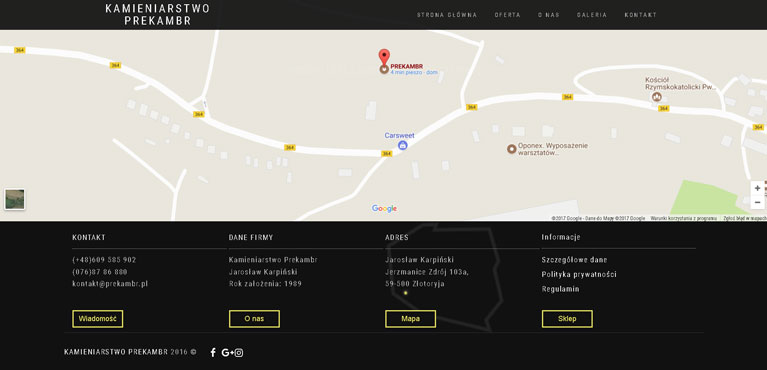 KAMIENIARSTWO
PREKAMBR
STRONA GŁÓWNA OFERTA O NAS GALERIA KONTAKT
364
364
PREKAMBR
4 min pieszo - dom
Kościół
Rzymskokatolicki Pw...
364
364
364
364
364
Carsweet
364
364
Oponex. Wyposażenie
warsztatów...
+
−
Google
©2017 Google - Dane do Mapy ©2017 Google Warunki korzystania z programu Zgłoś błąd w mapach
KONTAKT
(+48)609 585 902
(076)87 86 880
kontakt@prekambr.pl
Wiadomość
DANE FIRMY
Kamieniarstwo Prekambr
Jarosław Karpiński
Rok założenia: 1989
O nas
ADRES
Jarosław Karpiński
Jerzmanice Zdrój 103a,
59-500 Złotoryja
Mapa
Informacje
Szczegółowe dane
Polityka prywatności
Regulamin
Sklep
KAMIENIARSTWO PREKAMBR 2016 ©